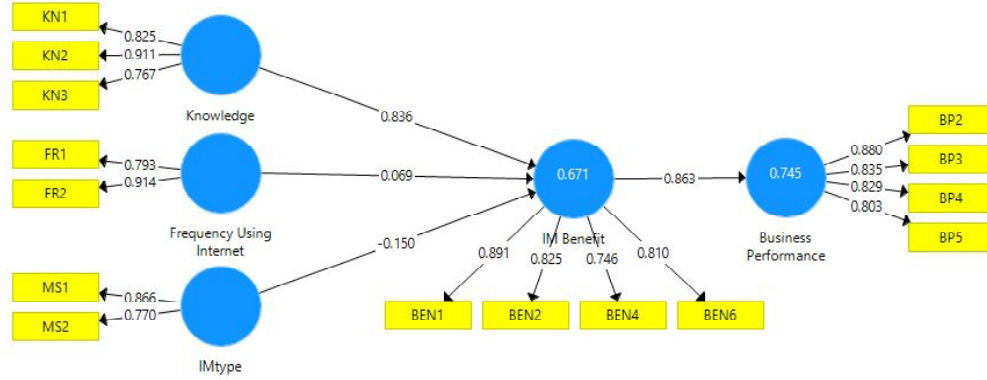 KN1
0.825
KN2
0.911
KN3
0.767
Knowledge
0.836
FR1
0.793
FR2
0.914
Frequency Using
Internet
0.069
MS1
0.866
MS2
0.770
IMtype
-0.150
0.671
IM Benefit
0.863
0.745
Business
Performance
0.891
0.825
0.746
0.810
BEN1
BEN2
BEN4
BEN6
0.880
BP2
0.835
BP3
0.829
BP4
0.803
BP5